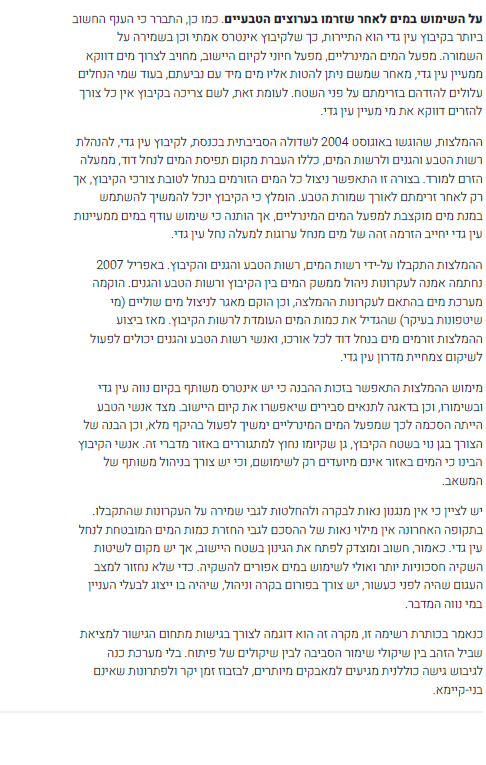 על השימוש במים לאחר שזרמו בערוצים הטבעיים. כמו כן, התברר כי הענף החשוב
ביותר בקיבוץ עין גדי הוא התיירות, כך שלקיבוץ אינטרס אמתי וכן בשמירה על
השמורה. מפעל המים המינרליים, מפעל חיוני לקיום היישוב, מחויב לצרוך מים דווקא
ממעיין עין גדי, מאחר שמשם ניתן להטות אליו מים מיד עם נביעתם, בעוד שמי הנחלים
עלולים להזדהם בזרימתם על פני השטח. לעומת זאת, לשם צריכה בקיבוץ אין כל צורך
להזרים דווקא את מי מעיין עין גדי.
ההמלצות, שהוגשו באוגוסט 2004 לשדולה הסביבתית בכנסת, לקיבוץ עין גדי, להנהלת
רשות הטבע והגנים ולרשות המים, כללו העברת מקום תפיסת המים לנחל דוד, ממעלה
הזרם למורד. בצורה זו התאפשר ניצול כל המים הזורמים בנחל לטובת צורכי הקיבוץ, אך
רק לאחר זרימתם לאורך שמורת הטבע. הומלץ כי הקיבוץ יוכל להמשיך להשתמש
במנת מים מוקצבת למפעל המים המינרליים, אך הותנה כי שימוש עודף במים ממעיינות
עין גדי יחייב הזרמה זהה של מים מנחל ערוגות למעלה נחל עין גדי.
ההמלצות התקבלו על-ידי רשות המים, רשות הטבע והגנים והקיבוץ. באפריל 2007
נחתמה אמנה לעקרונות ניהול ממשק המים בין הקיבוץ ורשות הטבע והגנים. הוקמה
מערכת מים בהתאם לעקרונות ההמלצה, וכן הוקם מאגר לניצול מים שוליים (מי
שיטפונות בעיקר) שהגדיל את כמות המים העומדת לרשות הקיבוץ. מאז ביצוע
ההמלצות זורמים מים בנחל דוד לכל אורכו, ואנשי רשות הטבע והגנים יכולים לפעול
לשיקום צמחיית מדרון עין גדי.
מימוש ההמלצות התאפשר בזכות ההבנה כי יש אינטרס משותף בקיום נווה עין גדי
ובשימורו, וכן בדאגה לתנאים סבירים שיאפשרו את קיום היישוב. מצד אנשי הטבע
הייתה הסכמה לכך שמפעל המים המינרליים ימשיך לפעול בהיקף מלא, וכן הבנה של
הצורך בגן נוי בשטח הקיבוץ, גן שקיומו נחוץ למתגוררים באזור מדברי זה. אנשי הקיבוץ
הבינו כי המים באזור אינם מיועדים רק לשימושם, וכי יש צורך בניהול משותף של
המשאב.
יש לציין כי אין מנגנון נאות לבקרה ולהחלטות לגבי שמירה על העקרונות שהתקבלו.
בתקופה האחרונה אין מילוי נאות של ההסכם לגבי החזרת כמות המים המובטחת לנחל
עין גדי. כאמור, חשוב ומוצדק לפתח את הגינון בשטח היישוב, אך יש מקום לשיטות
השקיה חסכוניות יותר ואולי לשימוש במים אפורים להשקיה. כדי שלא נחזור למצב
העגום שהיה לפני כעשור, יש צורך בפורום בקרה וניהול, שיהיה בו ייצוג לבעלי העניין
במי נווה המדבר.
כנאמר בכותרת רשימה זו, מקרה זה הוא דוגמה לצורך בגישות מתחום הגישור למציאת
שביל הזהב בין שיקולי שימור הסביבה לבין שיקולים של פיתוח. בלי מערכת כנה
לגיבוש גישה כוללנית מגיעים למאבקים מיותרים, לבזבוז זמן יקר ולפתרונות שאינם
בני-קיימא.